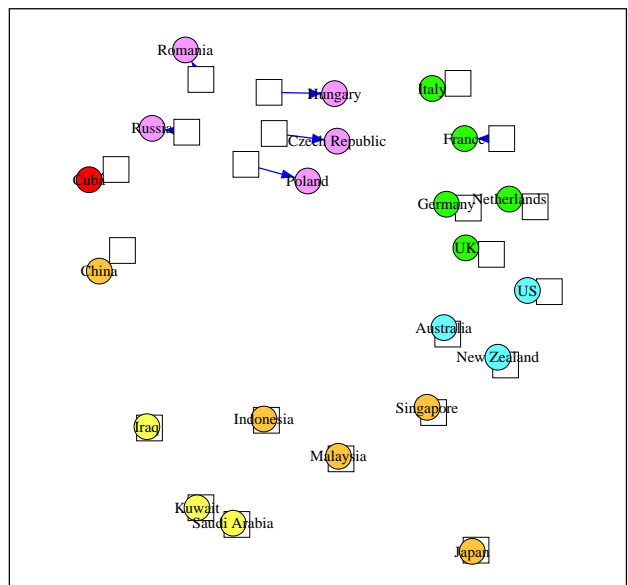 Romania
Italy
Hungary
Russia
France
Czech Republic
Cuba
Poland
Germany
Netherlands
UK
China
US
Australia
New Zealand
Singapore
Indonesia
Iraq
Malaysia
Kuwait
Saudi Arabia
Japan